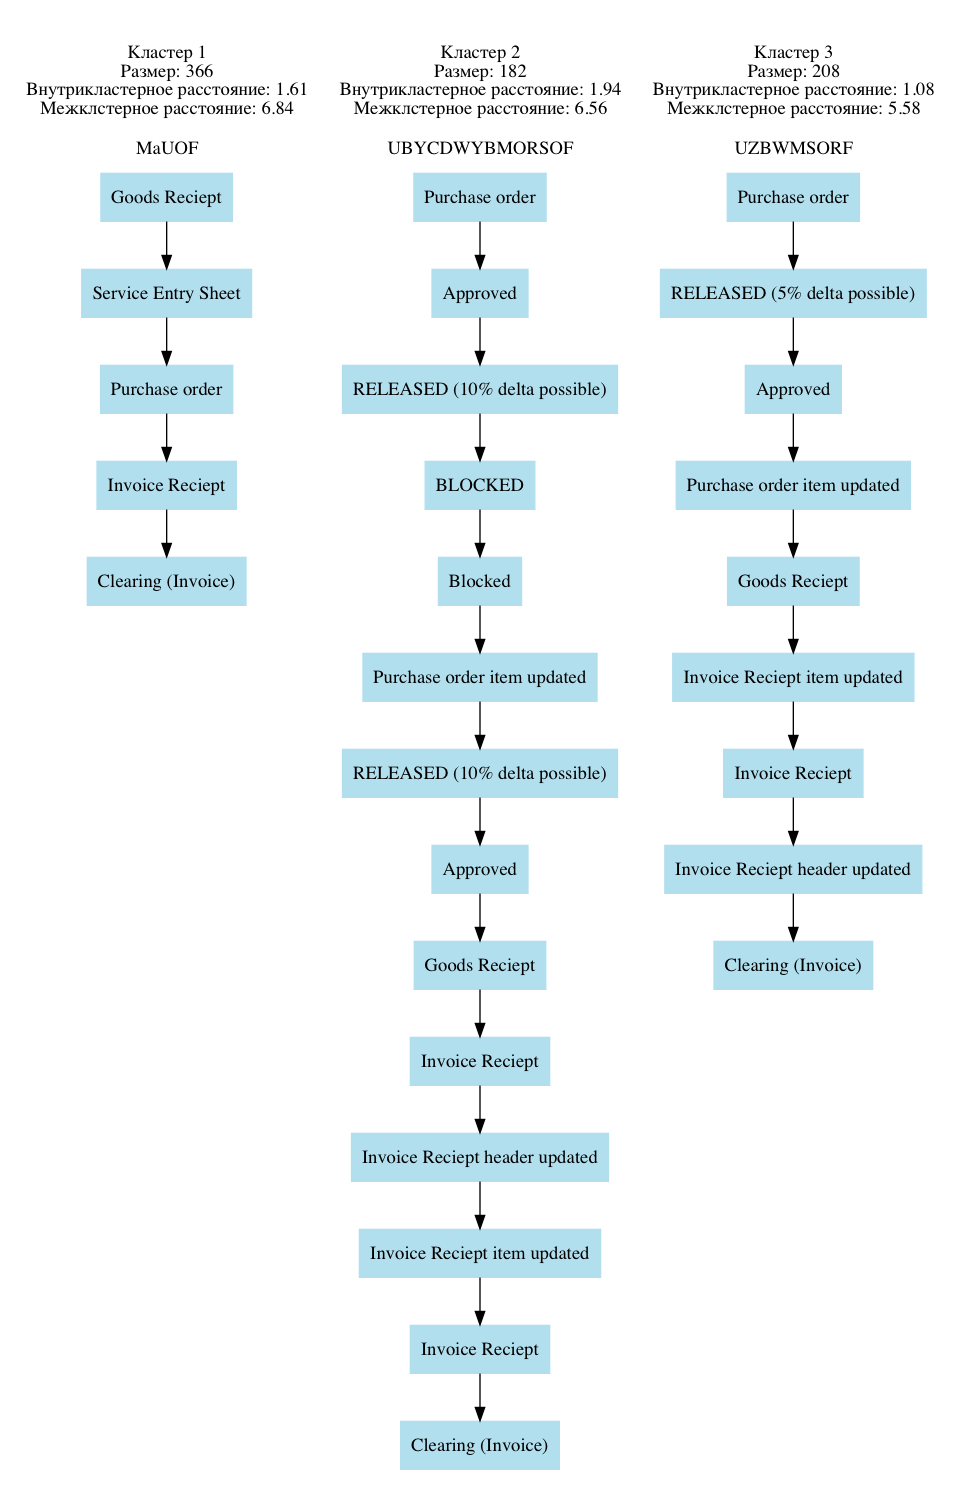 Кластер 1
Размер: 366
Внутрикластерное расстояние: 1.61
Межклстерное расстояние: 6.84
MaUOF
Goods Reciept
Service Entry Sheet
Purchase order
Invoice Reciept
Clearing (Invoice)
Кластер 2
Размер: 182
Внутрикластерное расстояние: 1.94
Межклстерное расстояние: 6.56
UBYCDWYBMORSOF
Purchase order
Approved
RELEASED (10% delta possible)
BLOCKED
Blocked
Purchase order item updated
RELEASED (10% delta possible)
Approved
Goods Reciept
Invoice Reciept
Invoice Reciept header updated
Invoice Reciept item updated
Invoice Reciept
Clearing (Invoice)
Кластер 3
Размер: 208
Внутрикластерное расстояние: 1.08
Межклстерное расстояние: 5.58
UZBWMSORF
Purchase order
RELEASED (5% delta possible)
Approved
Purchase order item updated
Goods Reciept
Invoice Reciept item updated
Invoice Reciept
Invoice Reciept header updated
Clearing (Invoice)